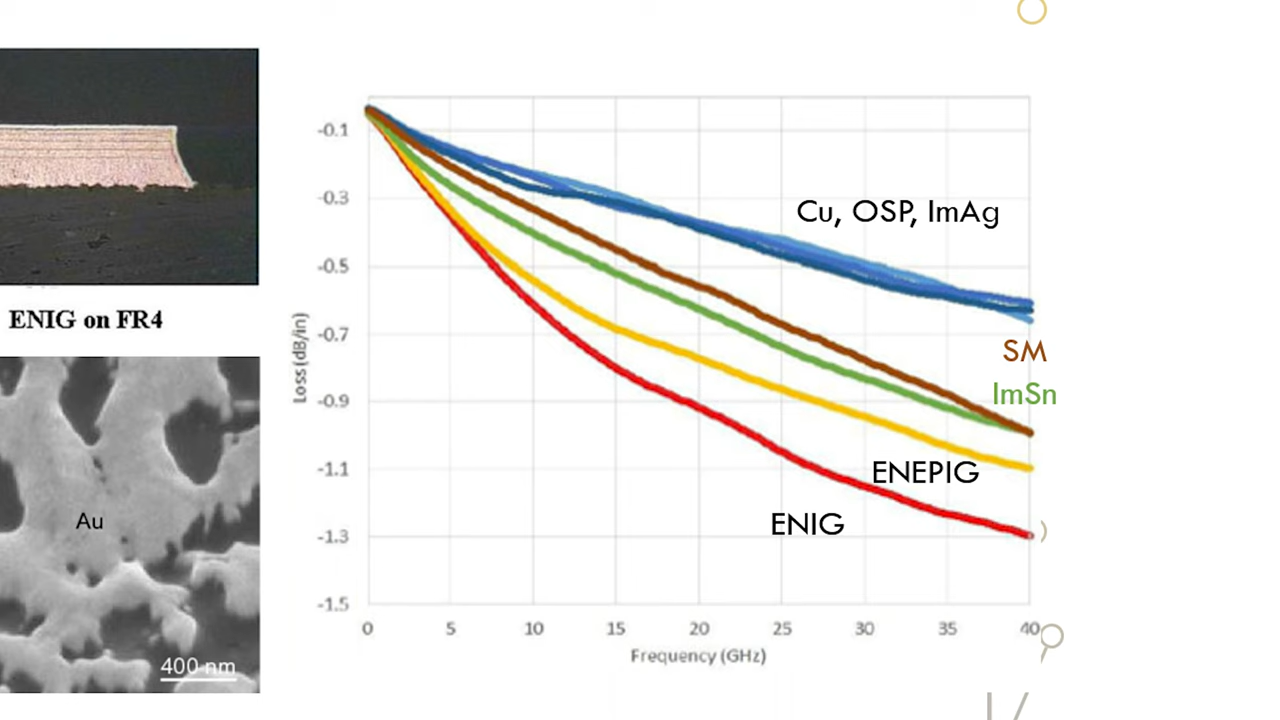 ENIG on FR4
Au
400 nm
Loss (dB/in)
-0.1
-0.3
-0.5
-0.7
-0.9
-1.1
-1.3
-1.5
0 5 10 15 20 25 30 35 40
Frequency (GHz)
Cu, OSP, ImAg
SM
ImSn
ENEPIG
ENIG